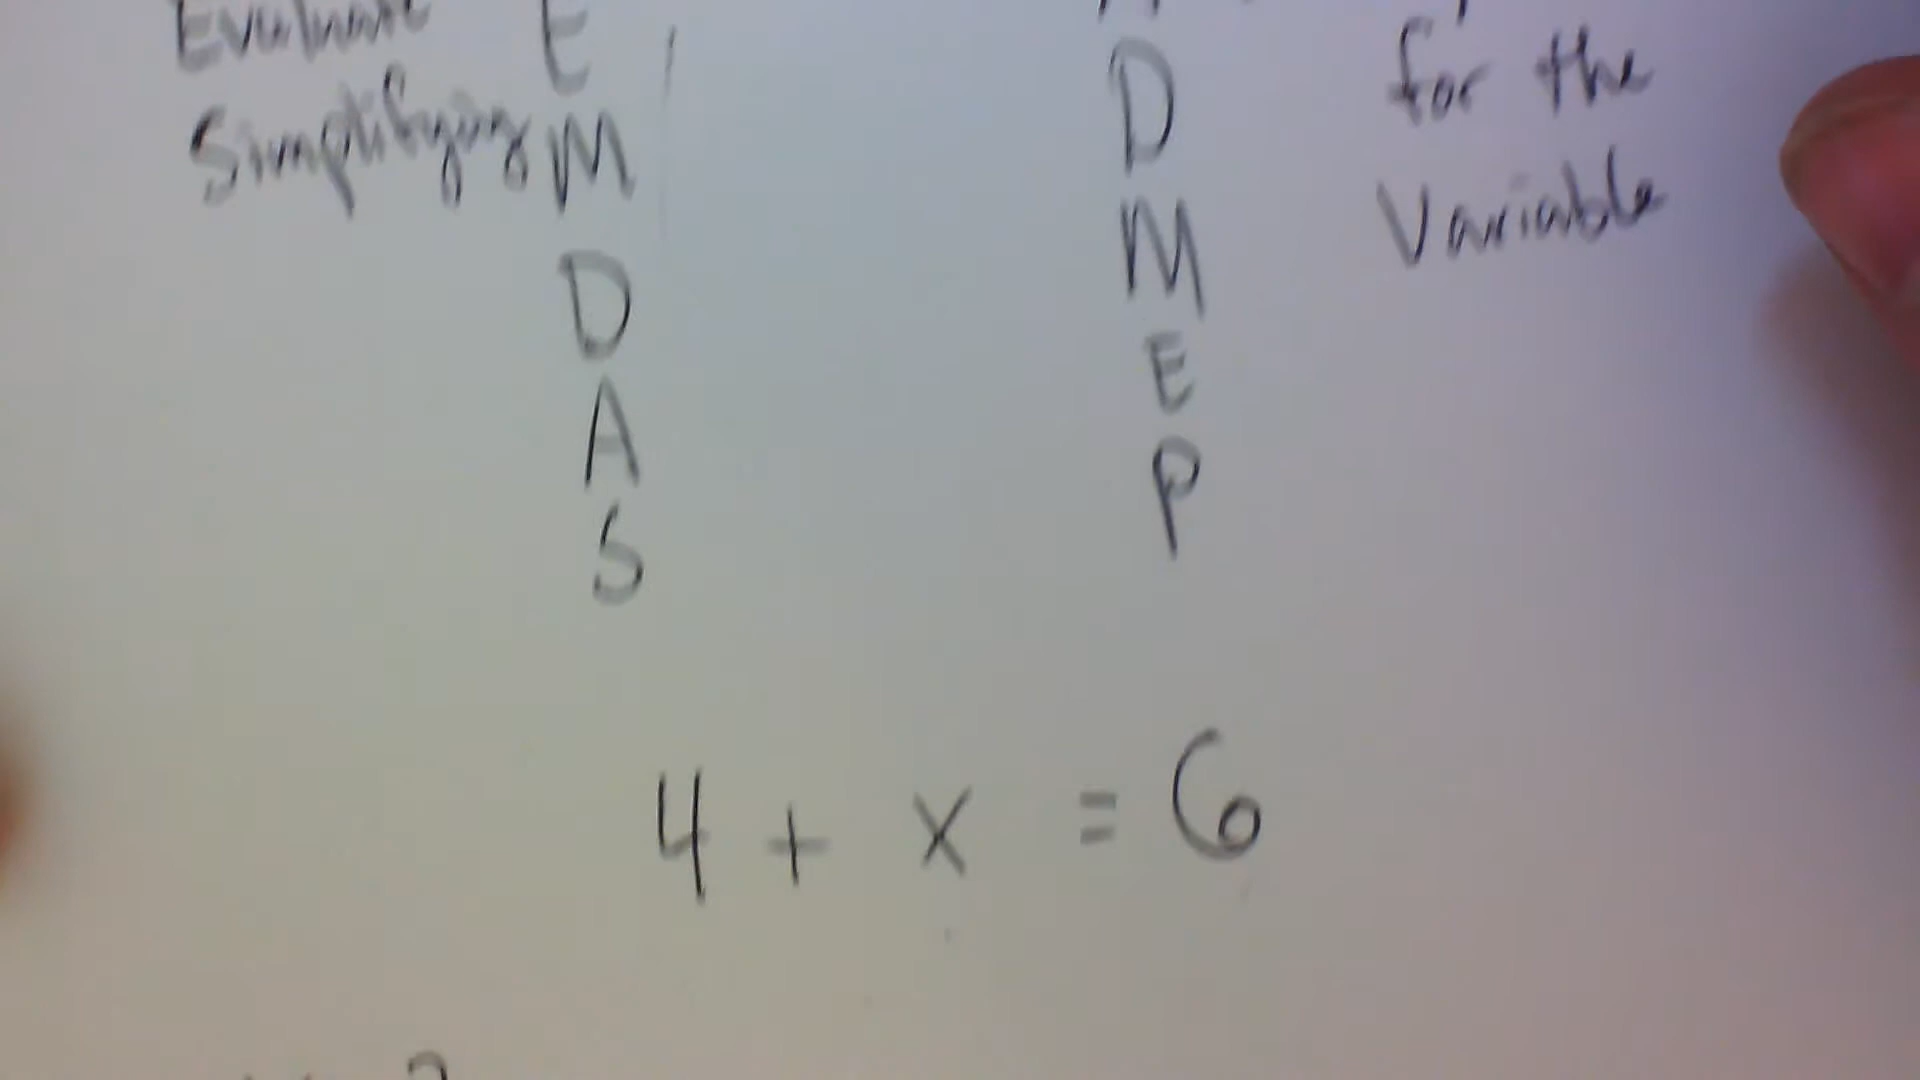 Evaluate E
Simplifying M
D
A
S
D
M
E
P
for the
Variable
4 + x = 6